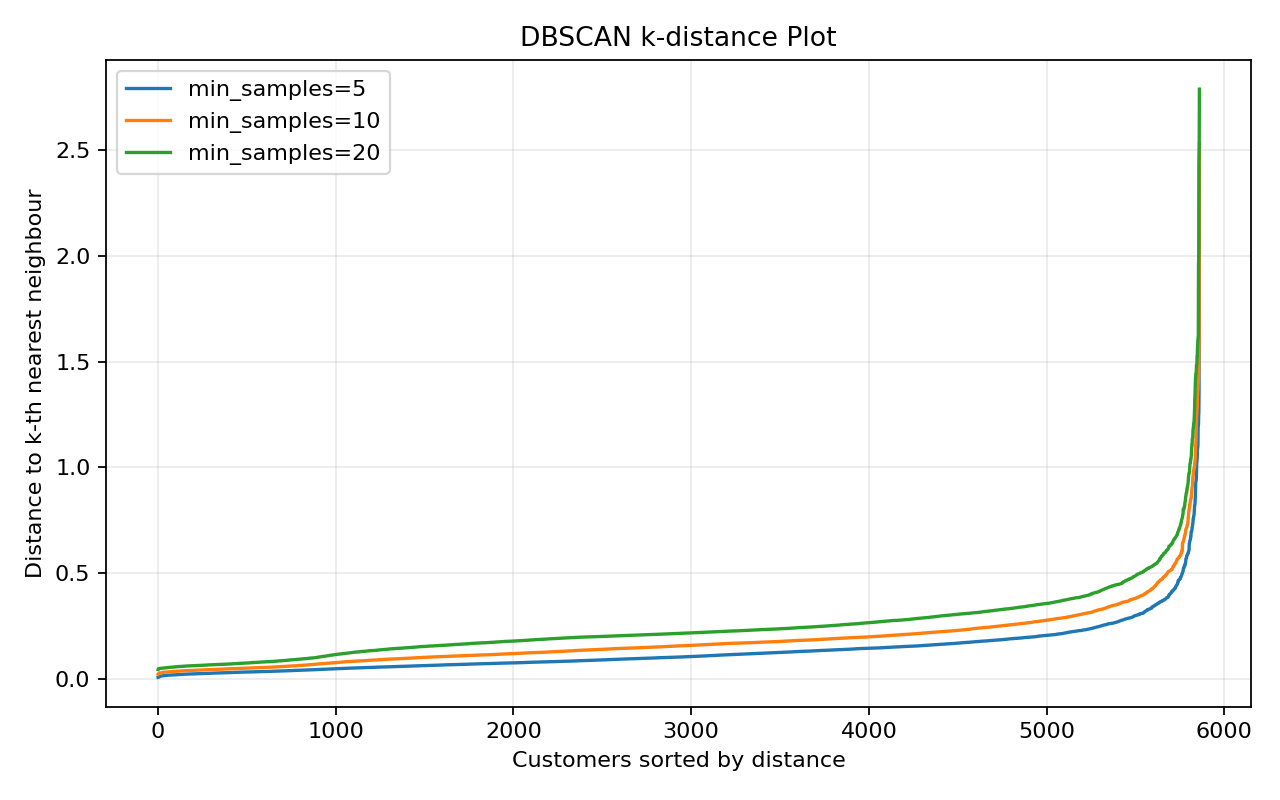 DBSCAN k-distance Plot
min_samples=5
min_samples=10
min_samples=20
Distance to k-th nearest neighbour
2.5
2.0
1.5
1.0
0.5
0.0
0 1000 2000 3000 4000 5000 6000
Customers sorted by distance